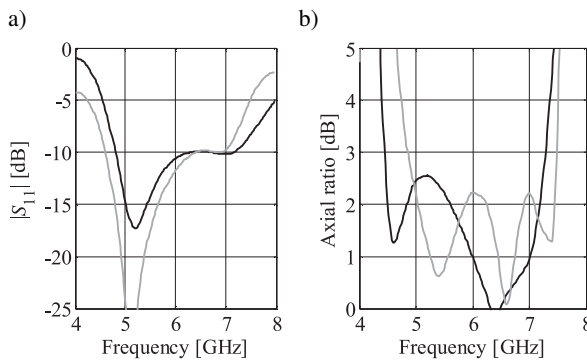 a)
0
-5
-10
-15
-20
-25
|S11| [dB]
4 5 6 7 8
Frequency [GHz]
b)
5
4
3
2
1
0
Axial ratio [dB]
4 5 6 7 8
Frequency [GHz]